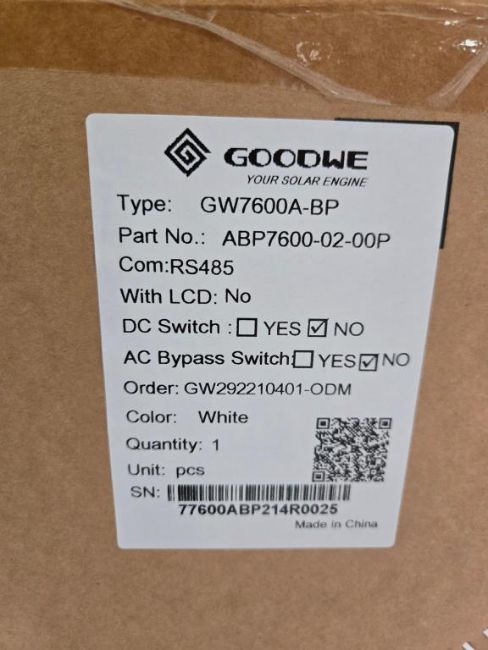 GOODWE
YOUR SOLAR ENGINE
Type: GW7600A-BP
Part No.: ABP7600-02-00P
Com:RS485
With LCD: No
DC Switch : ☐ YES ☑ NO
AC Bypass Switch:☐ YES ☑ NO
Order: GW292210401-ODM
Color: White
Quantity: 1
Unit: pcs
SN:
77600ABP214R0025
Made in China